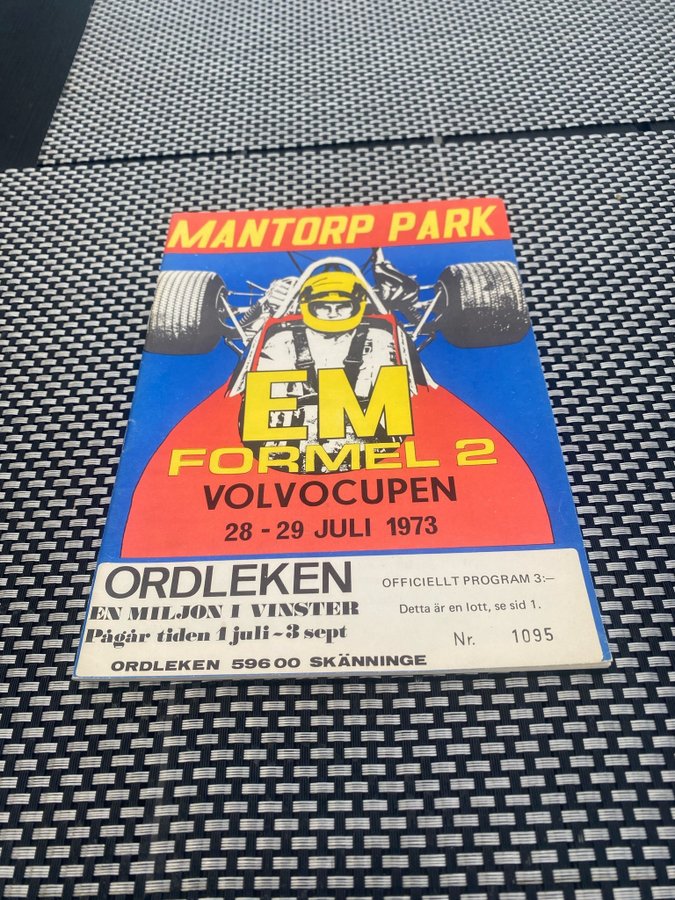 MANTORP PARK
EM
FORMEL 2
VOLVOCUPEN
28 - 29 JULI 1973
ORDLEKEN
EN MILJON I VINSTER
Pågår tiden 1 juli - 3 sept
ORDLEKEN 596 00 SKÄNNINGE
OFFICIELLT PROGRAM 3:—
Detta är en lott, se sid 1.
Nr. 1095